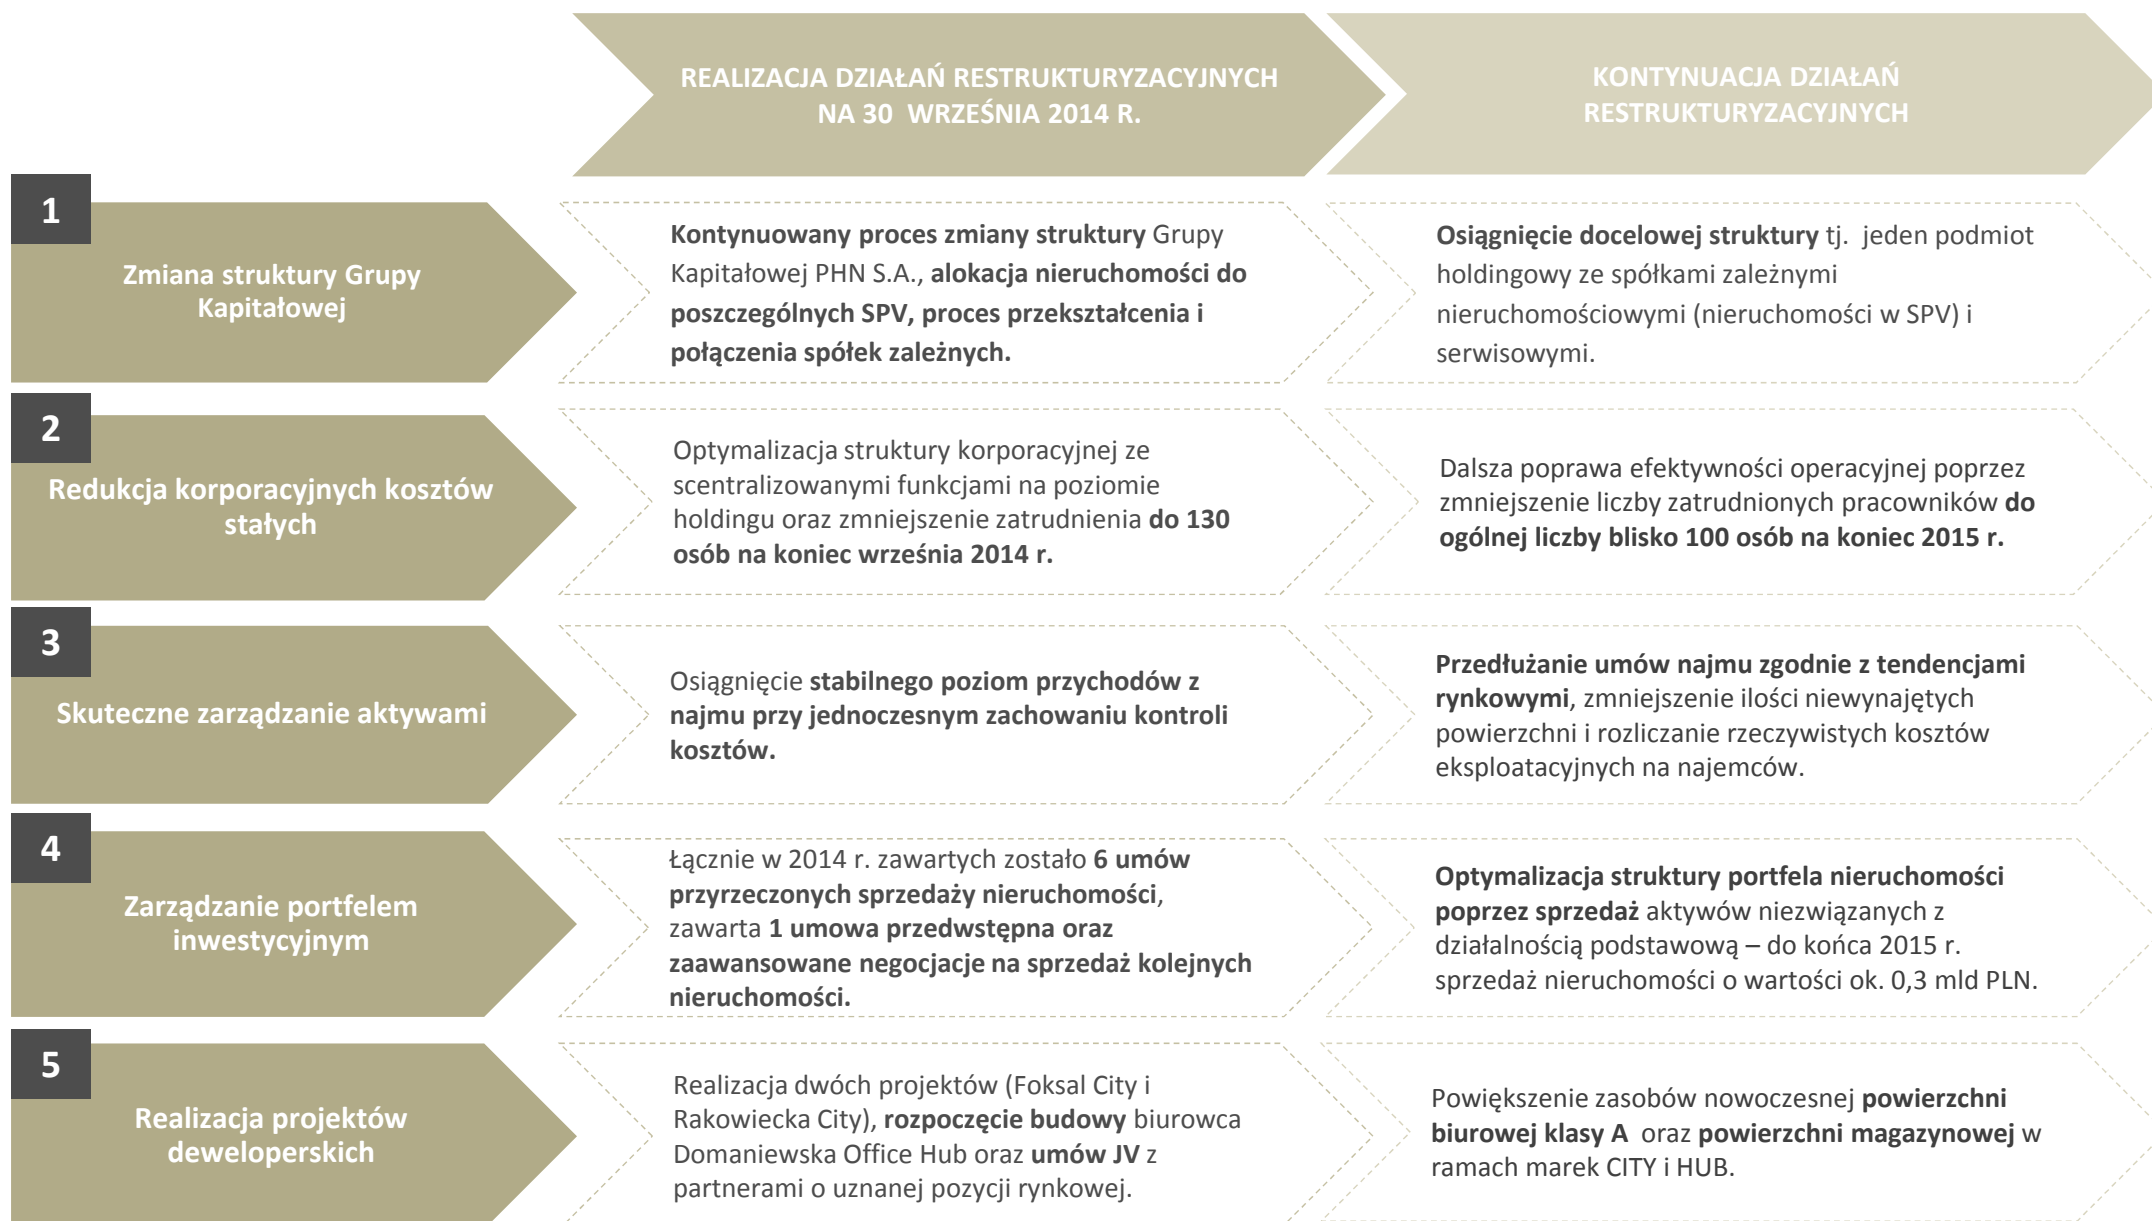 REALIZACJA DZIAŁAŃ RESTRUKTURYZACYJNYCH
NA 30 WRZEŚNIA 2014 R.
KONTYNUACJA DZIAŁAŃ
RESTRUKTURYZACYJNYCH
1
Zmiana struktury Grupy
Kapitałowej
Kontynuowany proces zmiany struktury Grupy
Kapitałowej PHN S.A., alokacja nieruchomości do
poszczególnych SPV, proces przekształcenia i
połączenia spółek zależnych.
Osiągnięcie docelowej struktury tj. jeden podmiot
holdingowy ze spółkami zależnymi
nieruchomościowymi (nieruchomości w SPV) i
serwisowymi.
2
Redukcja korporacyjnych kosztów
stałych
Optymalizacja struktury korporacyjnej ze
scentralizowanymi funkcjami na poziomie
holdingu oraz zmniejszenie zatrudnienia do 130
osób na koniec września 2014 r.
Dalsza poprawa efektywności operacyjnej poprzez
zmniejszenie liczby zatrudnionych pracowników do
ogólnej liczby blisko 100 osób na koniec 2015 r.
3
Skuteczne zarządzanie aktywami
Osiągnięcie stabilnego poziom przychodów z
najmu przy jednoczesnym zachowaniu kontroli
kosztów.
Przedłużanie umów najmu zgodnie z tendencjami
rynkowymi, zmniejszenie ilości niewynajętych
powierzchni i rozliczanie rzeczywistych kosztów
eksploatacyjnych na najemców.
4
Zarządzanie portfelem
inwestycyjnym
Łącznie w 2014 r. zawartych zostało 6 umów
przyrzeczonych sprzedaży nieruchomości,
zawarta 1 umowa przedwstępna oraz
zaawansowane negocjacje na sprzedaż kolejnych
nieruchomości.
Optymalizacja struktury portfela nieruchomości
poprzez sprzedaż aktywów niezwiązanych z
działalnością podstawową – do końca 2015 r.
sprzedaż nieruchomości o wartości ok. 0,3 mld PLN.
5
Realizacja projektów
deweloperskich
Realizacja dwóch projektów (Foksal City i
Rakowiecka City), rozpoczęcie budowy biurowca
Domaniewska Office Hub oraz umów JV z
partnerami o uznanej pozycji rynkowej.
Powiększenie zasobów nowoczesnej powierzchni
biurowej klasy A oraz powierzchni magazynowej w
ramach marek CITY i HUB.